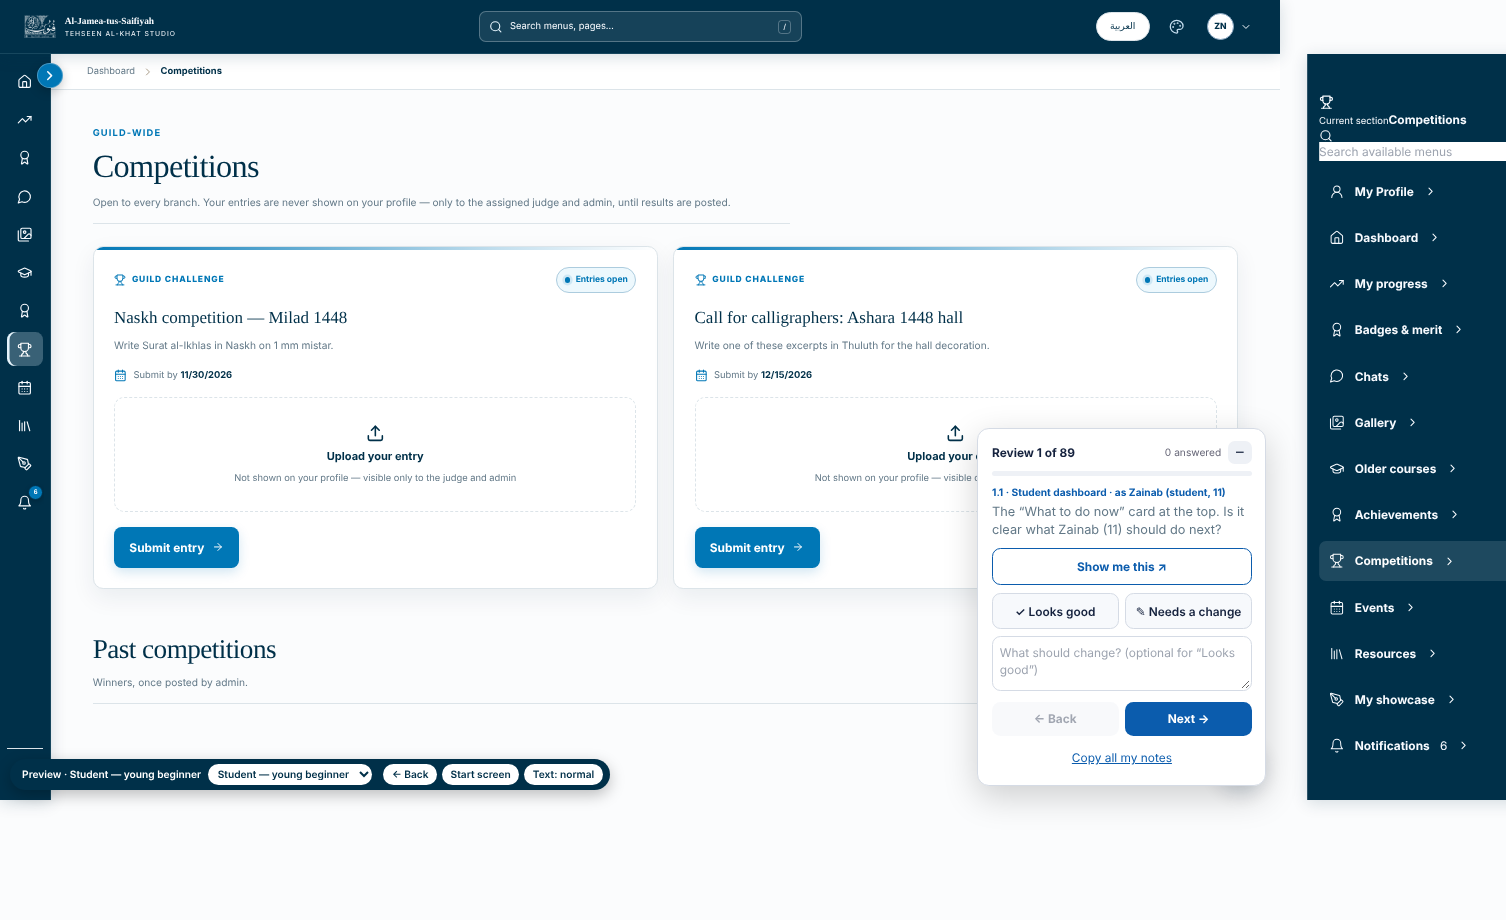 Al-Jamea-tus-Saifiyah
TEHSEEN AL-KHAT STUDIO
Search menus, pages...
/
العربية
ZN
Dashboard
Competitions
GUILD-WIDE
Competitions
Open to every branch. Your entries are never shown on your profile — only to the assigned judge and admin, until results are posted.
GUILD CHALLENGE
Entries open
Naskh competition — Milad 1448
Write Surat al-Ikhlas in Naskh on 1 mm mistar.
Submit by 11/30/2026
Upload your entry
Not shown on your profile — visible only to the judge and admin
Submit entry
GUILD CHALLENGE
Entries open
Call for calligraphers: Ashara 1448 hall
Write one of these excerpts in Thuluth for the hall decoration.
Submit by 12/15/2026
Upload your
Not shown on your profile — visible
Submit entry
Past competitions
Winners, once posted by admin.
6
Preview · Student — young beginner
Student — young beginner
← Back
Start screen
Text: normal
Review 1 of 89
0 answered
1.1 · Student dashboard · as Zainab (student, 11)
The “What to do now” card at the top. Is it
clear what Zainab (11) should do next?
Show me this ↗
✓ Looks good
✎ Needs a change
What should change? (optional for “Looks
good”)
← Back
Next →
Copy all my notes
Current sectionCompetitions
Search available menus
My Profile
Dashboard
My progress
Badges & merit
Chats
Gallery
Older courses
Achievements
Competitions
Events
Resources
My showcase
Notifications 6